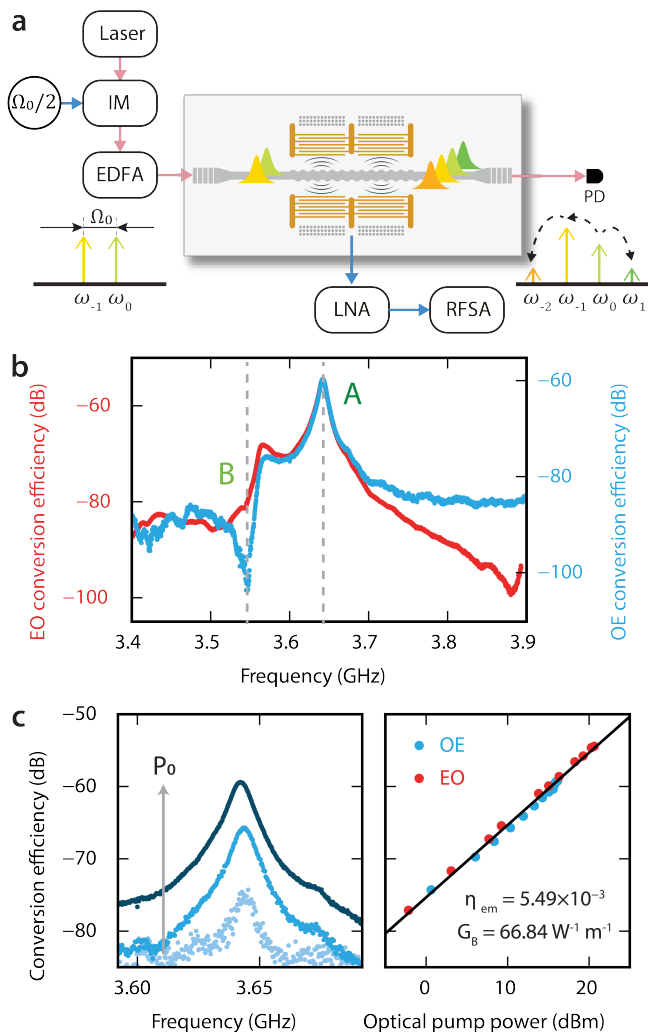 a
Laser
Ω₀/2
IM
EDFA
PD
Ω₀
ω₋₁ ω₀
LNA
RFSA
ω₋₂ ω₋₁ ω₀ ω₁
b
EO conversion efficiency (dB)
−60
−80
−100
A
B
−60
−80
−100
OE conversion efficiency (dB)
3.4 3.5 3.6 3.7 3.8 3.9
Frequency (GHz)
c
Conversion efficiency (dB)
−50
−60
−70
−80
P₀
3.60 3.65
Frequency (GHz)
OE
EO
η em = 5.49×10⁻³
G_B = 66.84 W⁻¹ m⁻¹
0 10 20
Optical pump power (dBm)